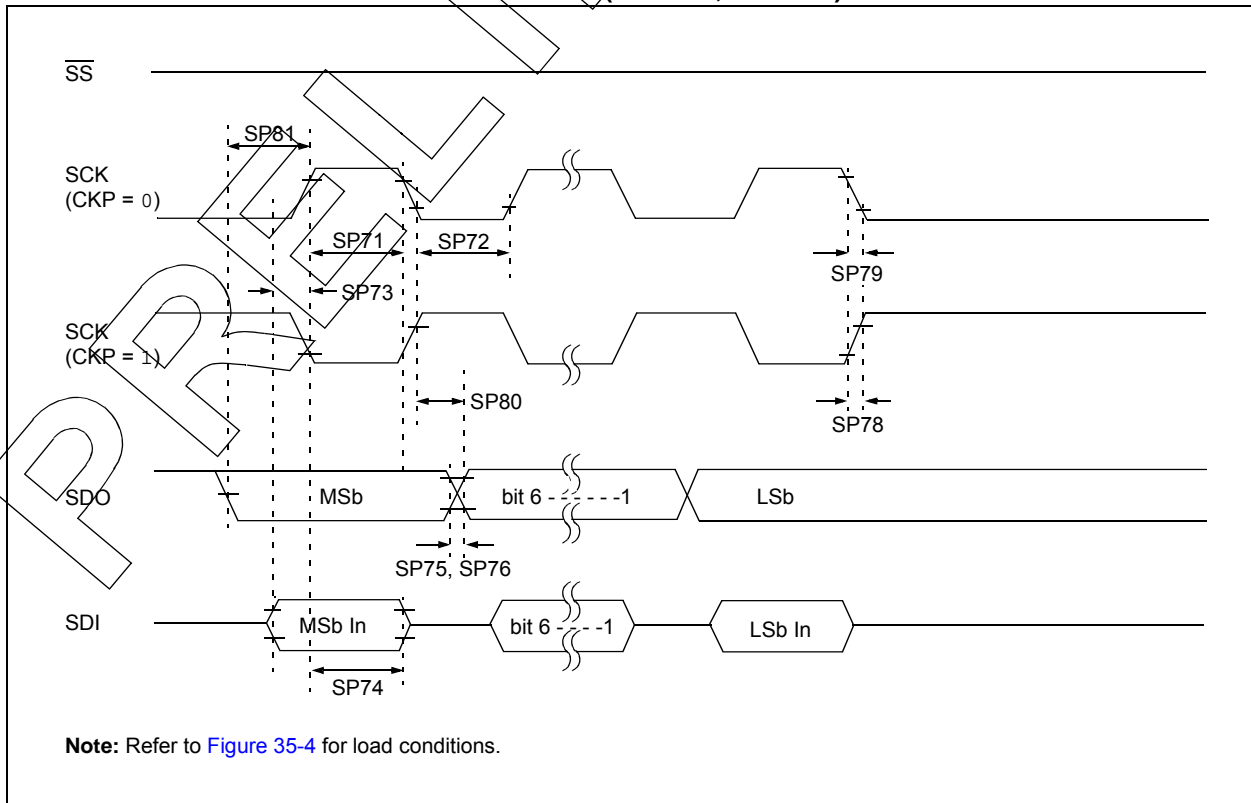 SS
SP81
SCK
(CKP = 0)
SP71
SP72
SP73
SP79
SCK
(CKP = 1)
SP80
SP78
SDO
MSb
bit 6 - - - - - -1
LSb
SP75, SP76
SDI
MSb In
bit 6 - - - -1
LSb In
SP74
Note: Refer to Figure 35-4 for load conditions.